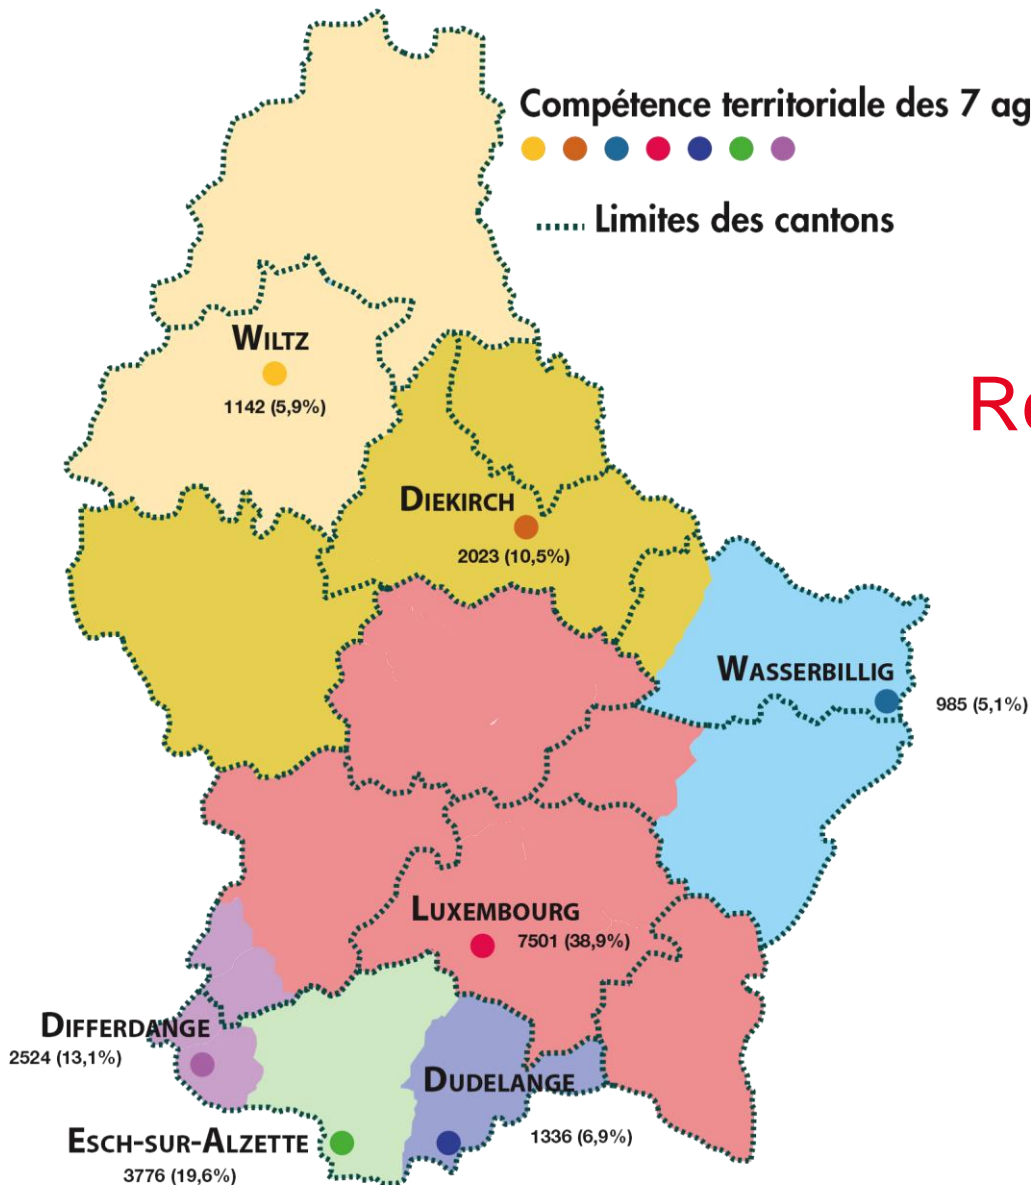 Compétence territoriale des 7 ag
Limites des cantons
WILTZ
1142 (5,9%)
Re
DIEKIRCH
2023 (10,5%)
WASSERBILLIG
985 (5,1%)
LUXEMBOURG
7501 (38,9%)
DIFFERDANGE
2524 (13,1%)
DUDELANGE
1336 (6,9%)
ESCH-SUR-ALZETTE
3776 (19,6%)